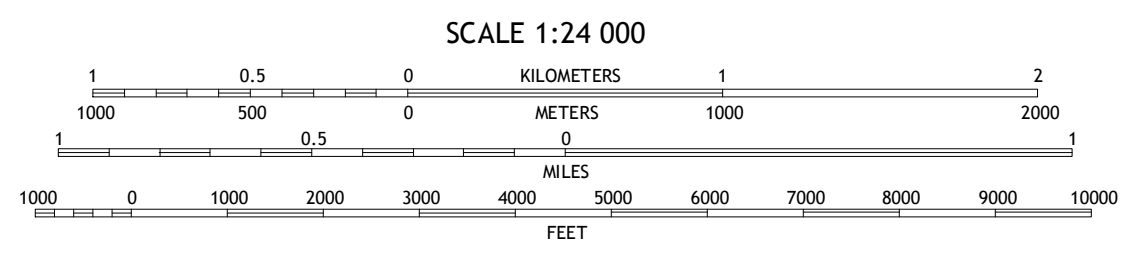 SCALE 1:24 000
1 0.5 0 KILOMETERS 1 2
1000 500 0 METERS 1000 2000
1 0.5 0 1
MILES
1000 0 1000 2000 3000 4000 5000 6000 7000 8000 9000 10000
FEET